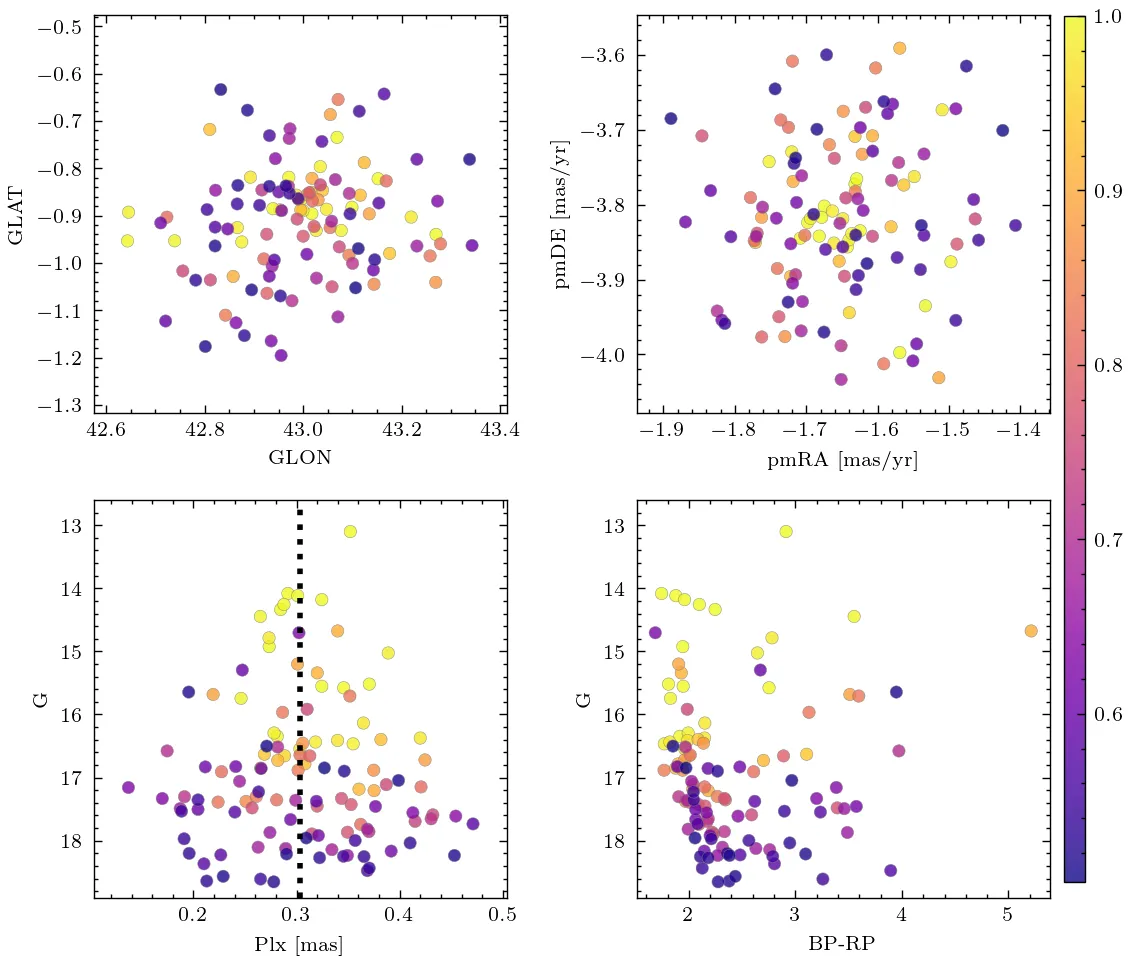 −0.5
−0.6
−0.7
−0.8
−0.9
−1.0
−1.1
−1.2
−1.3
GLAT
42.6 42.8 43.0 43.2 43.4
GLON
−3.6
−3.7
−3.8
−3.9
−4.0
pmDE [mas/yr]
−1.9 −1.8 −1.7 −1.6 −1.5 −1.4
pmRA [mas/yr]
13
14
15
16
17
18
G
0.2 0.3 0.4 0.5
Plx [mas]
13
14
15
16
17
18
G
2 3 4 5
BP-RP
1.0
0.9
0.8
0.7
0.6